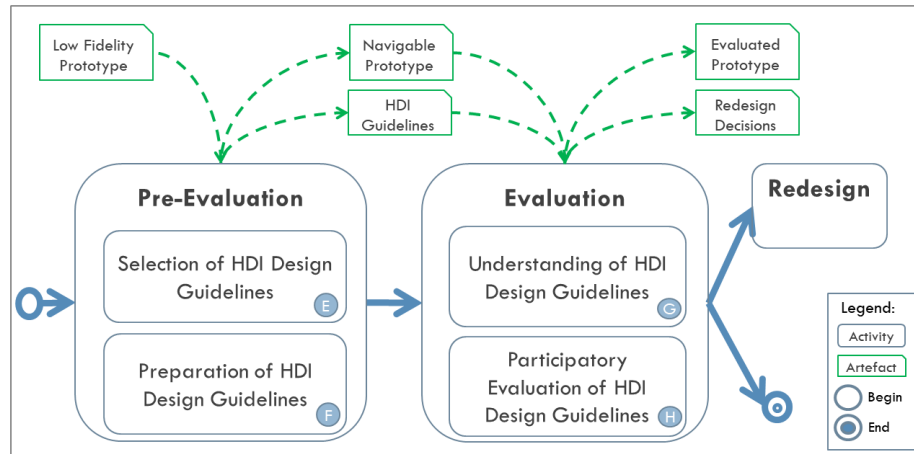 Low Fidelity
Prototype
Navigable
Prototype
Evaluated
Prototype
HDI
Guidelines
Redesign
Decisions
Pre-Evaluation
Selection of HDI Design
Guidelines
E
Preparation of HDI
Design Guidelines
F
Evaluation
Understanding of HDI
Design Guidelines
G
Participatory
Evaluation of HDI
Design Guidelines
H
Redesign
Legend:
Activity
Artefact
Begin
End